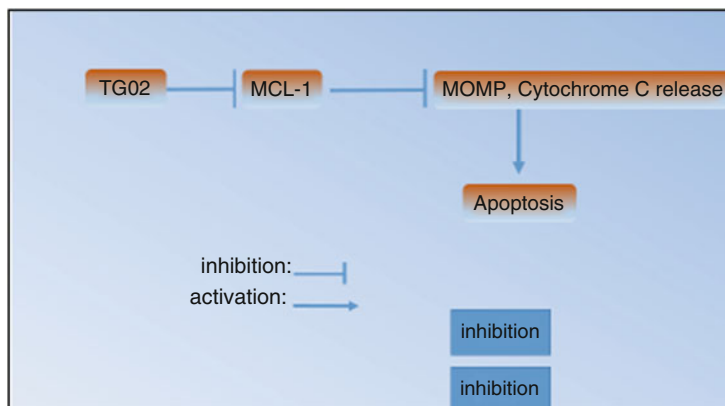 TG02 MCL-1 MOMP, Cytochrome C release
Apoptosis
inhibition:
activation:
inhibition
inhibition